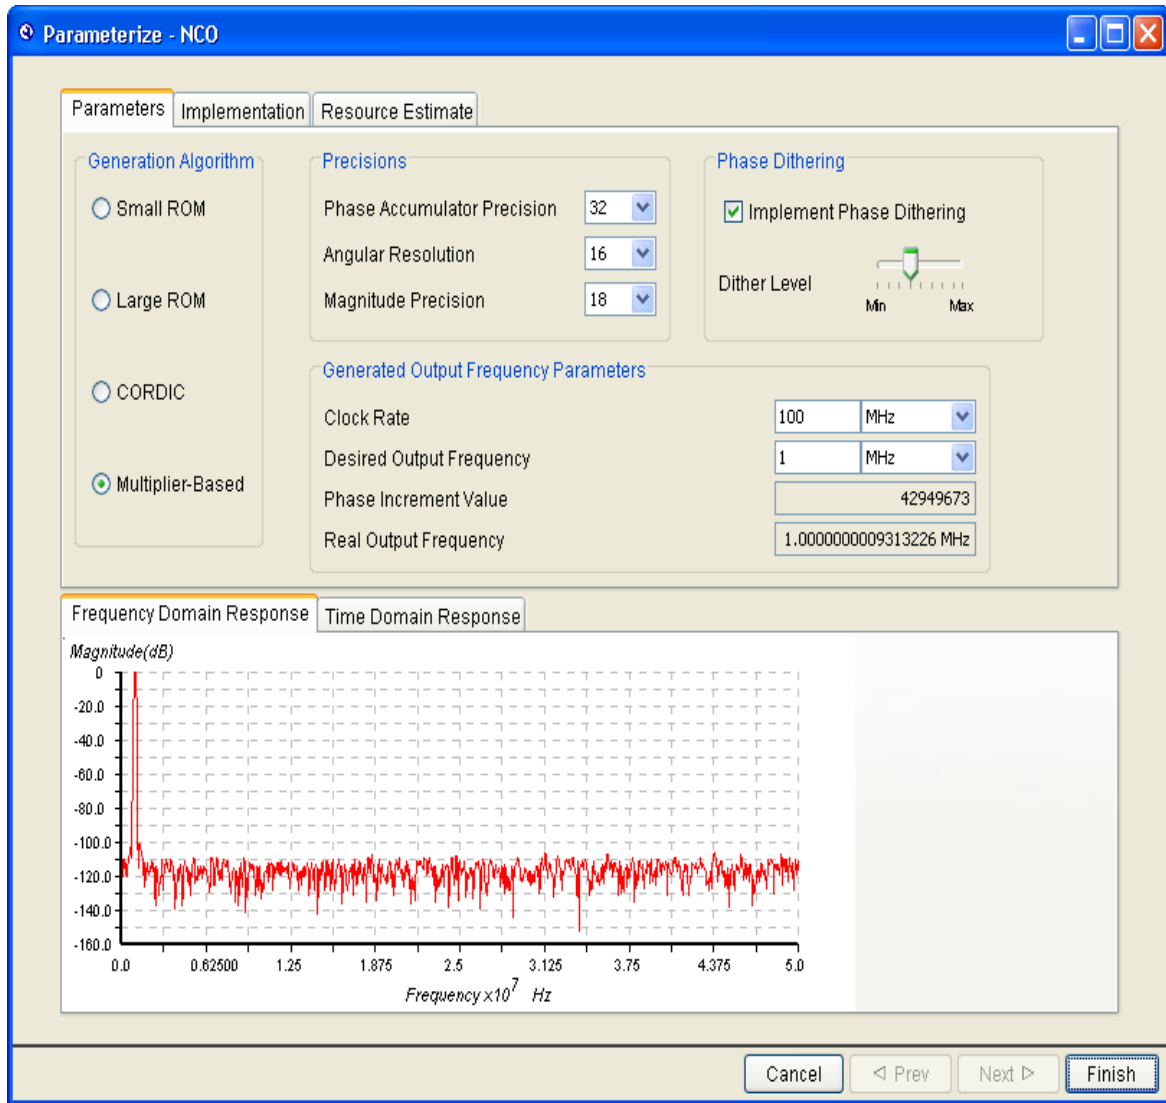 Parameterize - NCO
Parameters Implementation Resource Estimate
Generation Algorithm
Small ROM
Large ROM
CORDIC
Multiplier-Based
Precisions
Phase Accumulator Precision 32
Angular Resolution 16
Magnitude Precision 18
Phase Dithering
Implement Phase Dithering
Dither Level
Min Max
Generated Output Frequency Parameters
Clock Rate 100 MHz
Desired Output Frequency 1 MHz
Phase Increment Value 42949673
Real Output Frequency 1.0000000009313226 MHz
Frequency Domain Response Time Domain Response
Magnitude(dB)
0
-20.0
-40.0
-60.0
-80.0
-100.0
-120.0
-140.0
-160.0
0.0 0.62500 1.25 1.875 2.5 3.125 3.75 4.375 5.0
Frequency x10^7 Hz
Cancel Prev Next Finish